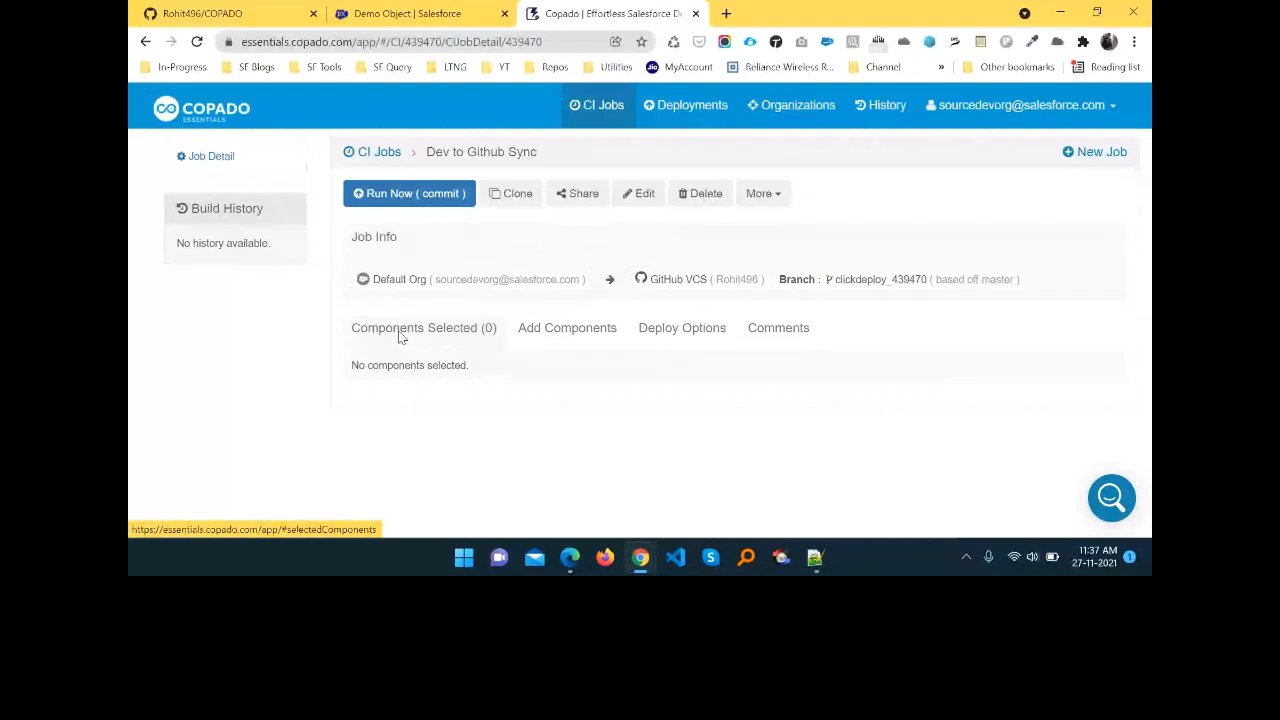 Rohit496/COPADO
Demo Object | Salesforce
Copado | Effortless Salesforce De
essentials.copado.com/app/#/CI/439470/CIJobDetail/439470
In-Progress
SF Blogs
SF Tools
SF Query
LTNG
YT
Repos
Utilities
MyAccount
Reliance Wireless R...
Channel
»
Other bookmarks
Reading list
COPADO
ESSENTIALS
CI Jobs
Deployments
Organizations
History
sourcedevorg@salesforce.com
Job Detail
CI Jobs › Dev to Github Sync
New Job
Run Now ( commit )
Clone
Share
Edit
Delete
More
Build History
No history available.
Job Info
Default Org ( sourcedevorg@salesforce.com )
GitHub VCS ( Rohit496 )
Branch : clickdeploy_439470 ( based off master )
Components Selected (0)
Add Components
Deploy Options
Comments
No components selected.
https://essentials.copado.com/app/#selectedComponents
11:37 AM
27-11-2021
1